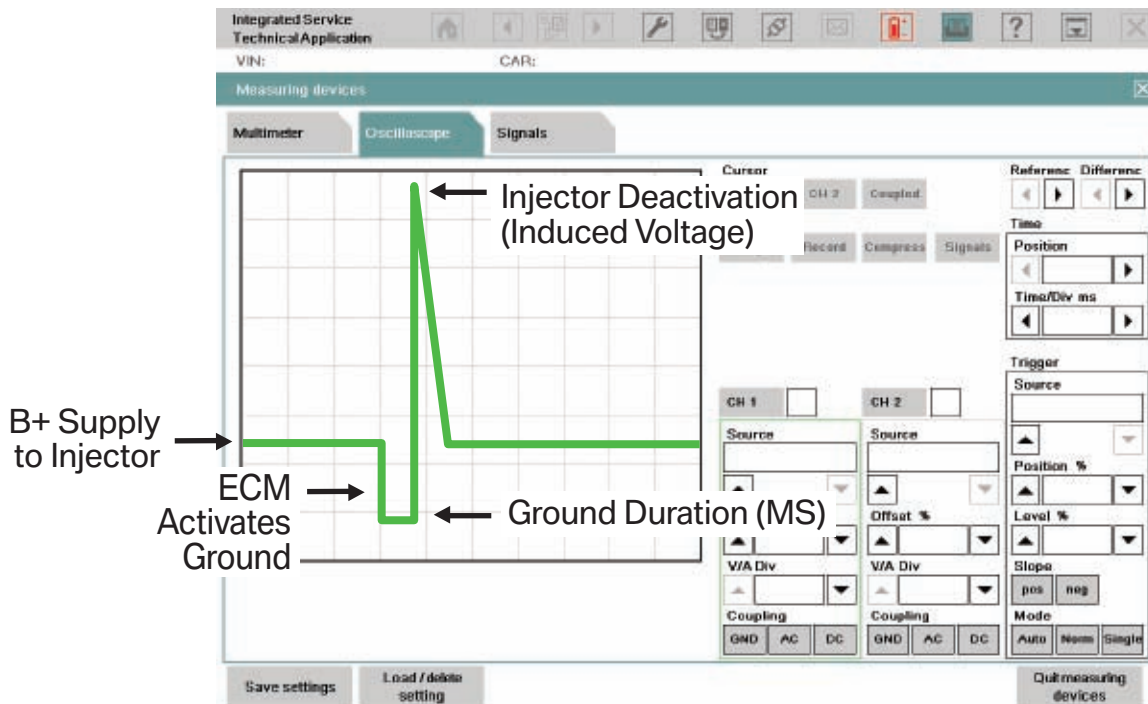 Integrated Service
Technical Application
?
VIN:
CAR:
Measuring devices
Multimeter
Oscilloscope
Signals
Injector Deactivation
(Induced Voltage)
B+ Supply
to Injector
ECM
Activates
Ground
Ground Duration (MS)
Cursor
CH 2
Coupled
Record
Compress
Signals
Referenc
Differenc
Time
Position
Time/Div ms
Trigger
Source
Position %
Level %
Slope
pos
neg
Mode
Auto
Norm
Single
CH 1
Source
V/A Div
Coupling
GND
AC
DC
CH 2
Source
Offset %
V/A Div
Coupling
GND
AC
DC
Save settings
Load / delete
setting
Quit measuring
devices